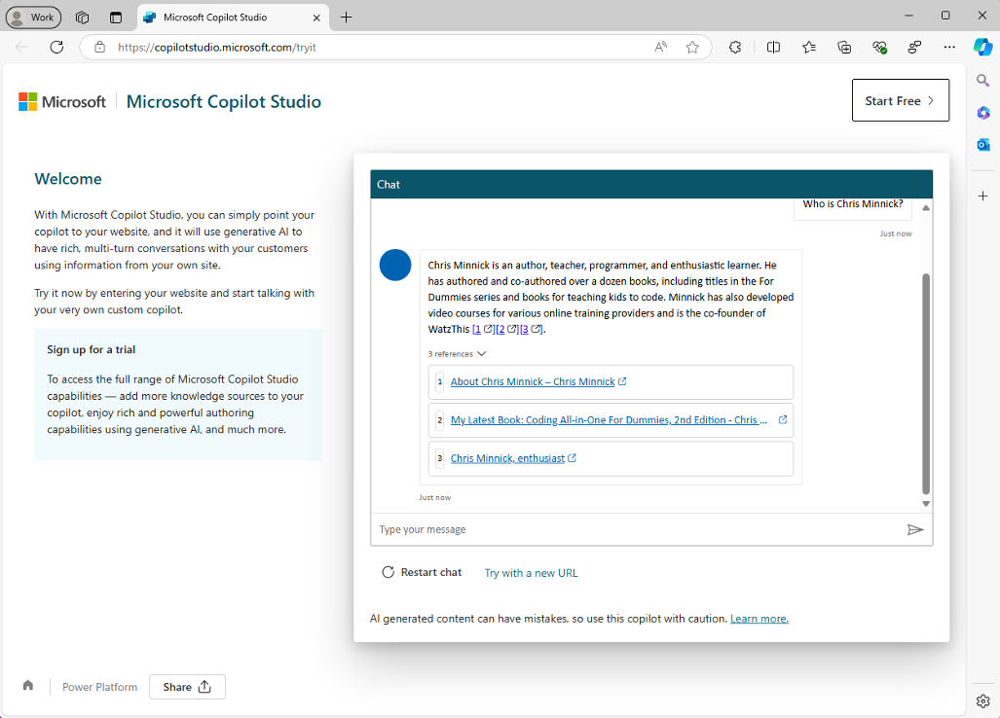 Work
Microsoft Copilot Studio
https://copilotstudio.microsoft.com/tryit
Microsoft
Microsoft Copilot Studio
Start Free
Welcome
With Microsoft Copilot Studio, you can simply point your
copilot to your website, and it will use generative AI to
have rich, multi-turn conversations with your customers
using information from your own site.
Try it now by entering your website and start talking with
your very own custom copilot.
Sign up for a trial
To access the full range of Microsoft Copilot Studio
capabilities — add more knowledge sources to your
copilot, enjoy rich and powerful authoring
capabilities using generative AI, and much more.
Chat
Who is Chris Minnick?
Just now
Chris Minnick is an author, teacher, programmer, and enthusiastic learner. He
has authored and co-authored over a dozen books, including titles in the For
Dummies series and books for teaching kids to code. Minnick has also developed
video courses for various online training providers and is the co-founder of
WatzThis [1][2][3].
3 references
1 About Chris Minnick – Chris Minnick
2 My Latest Book: Coding All-in-One For Dummies, 2nd Edition - Chris ...
3 Chris Minnick, enthusiast
Just now
Type your message
Restart chat
Try with a new URL
AI generated content can have mistakes, so use this copilot with caution. Learn more.
Power Platform
Share